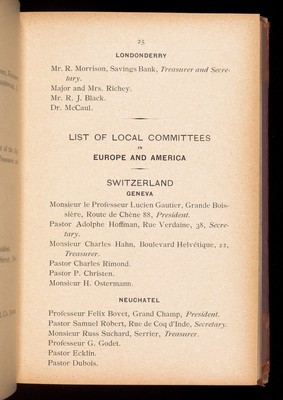 25
LONDONDERRY
Mr. R. Morrison, Savings Bank, Treasurer and Secre-
tary.
Major and Mrs. Richey.
Mr. R. J. Black.
Dr. McCaul.
LIST OF LOCAL COMMITTEES
IN
EUROPE AND AMERICA
SWITZERLAND
GENEVA
Monsieur le Professeur Lucien Gautier, Grande Bois-
sière, Route de Chêne 88, President.
Pastor Adolphe Hoffman, Rue Verdaine, 38, Secre-
tary.
Monsieur Charles Hahn, Boulevard Helvétique, 22,
Treasurer.
Pastor Charles Rimond.
Pastor P. Christen.
Monsieur H. Ostermann.
NEUCHATEL
Professeur Felix Bovet, Grand Champ, President.
Pastor Samuel Robert, Rue de Coq d'Inde, Secretary.
Monsieur Russ Suchard, Serrier, Treasurer.
Professeur G. Godet.
Pastor Ecklin.
Pastor Dubois.